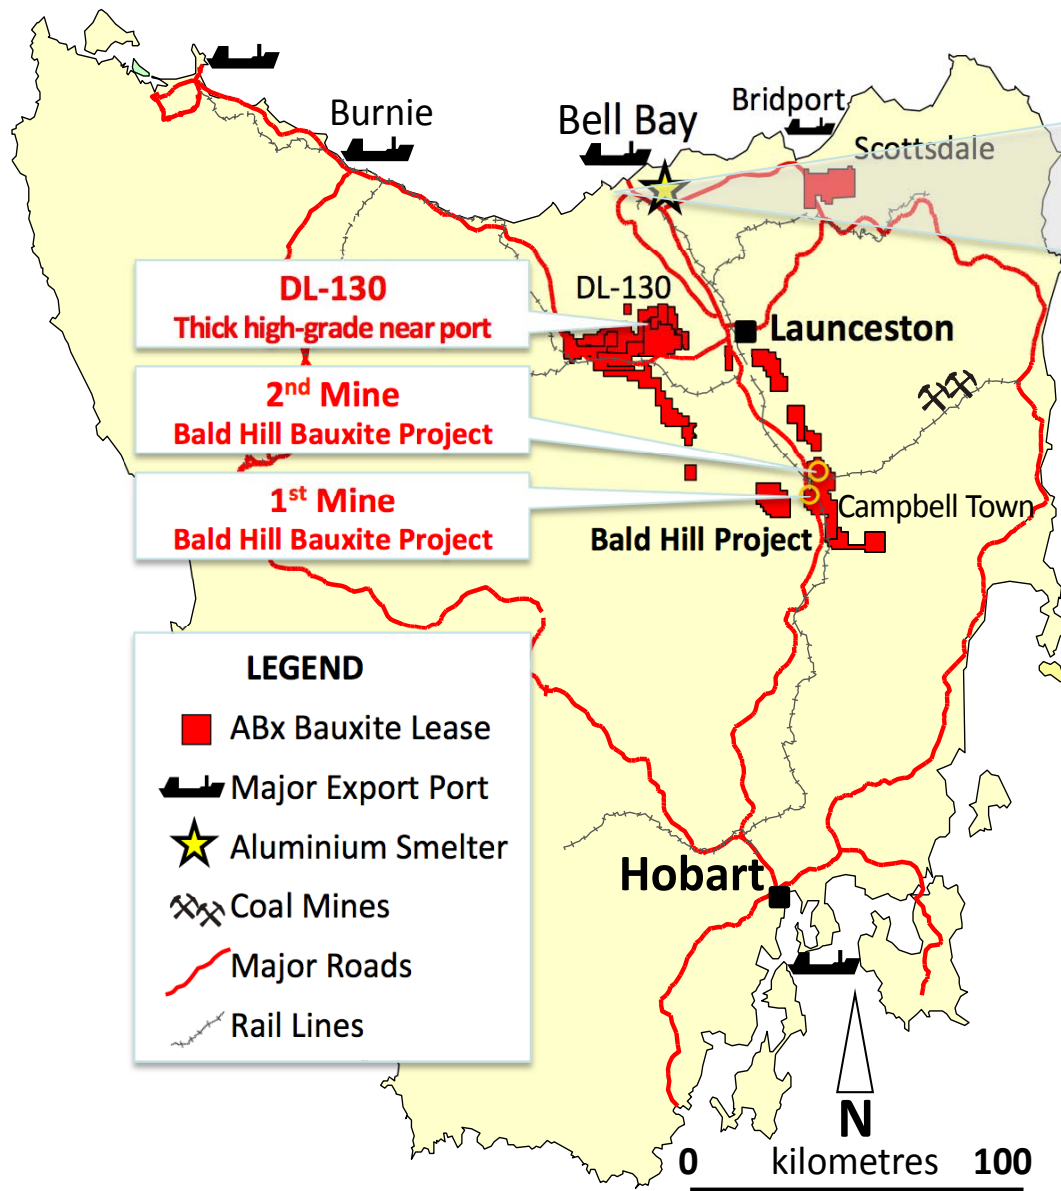 Burnie
Bell Bay
Bridport
Scottsdale
DL-130
Thick high-grade near port
DL-130
Launceston
2nd Mine
Bald Hill Bauxite Project
1st Mine
Bald Hill Bauxite Project
Campbell Town
Bald Hill Project
LEGEND
ABx Bauxite Lease
Major Export Port
Aluminium Smelter
Coal Mines
Major Roads
Rail Lines
Hobart
N
0 kilometres 100